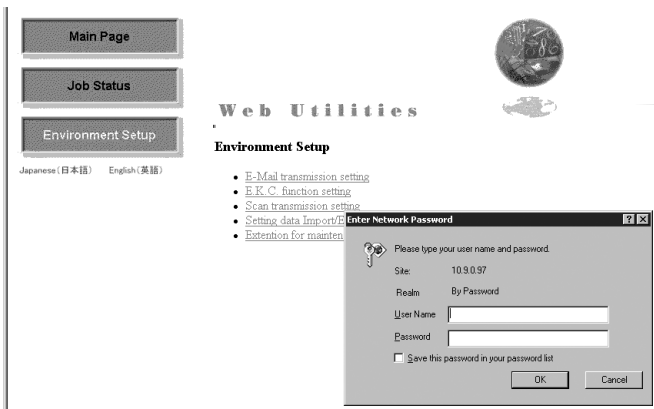 Main Page
Job Status
Environment Setup
Japanese(日本語) English(英語)
Web Utilities
Environment Setup
E-Mail transmission setting
E.K.C. function setting
Scan transmission setting
Setting data Import/E
Extention for mainten
Enter Network Password
Please type your user name and password.
Site: 10.9.0.97
Realm By Password
User Name
Password
Save this password in your password list
OK Cancel